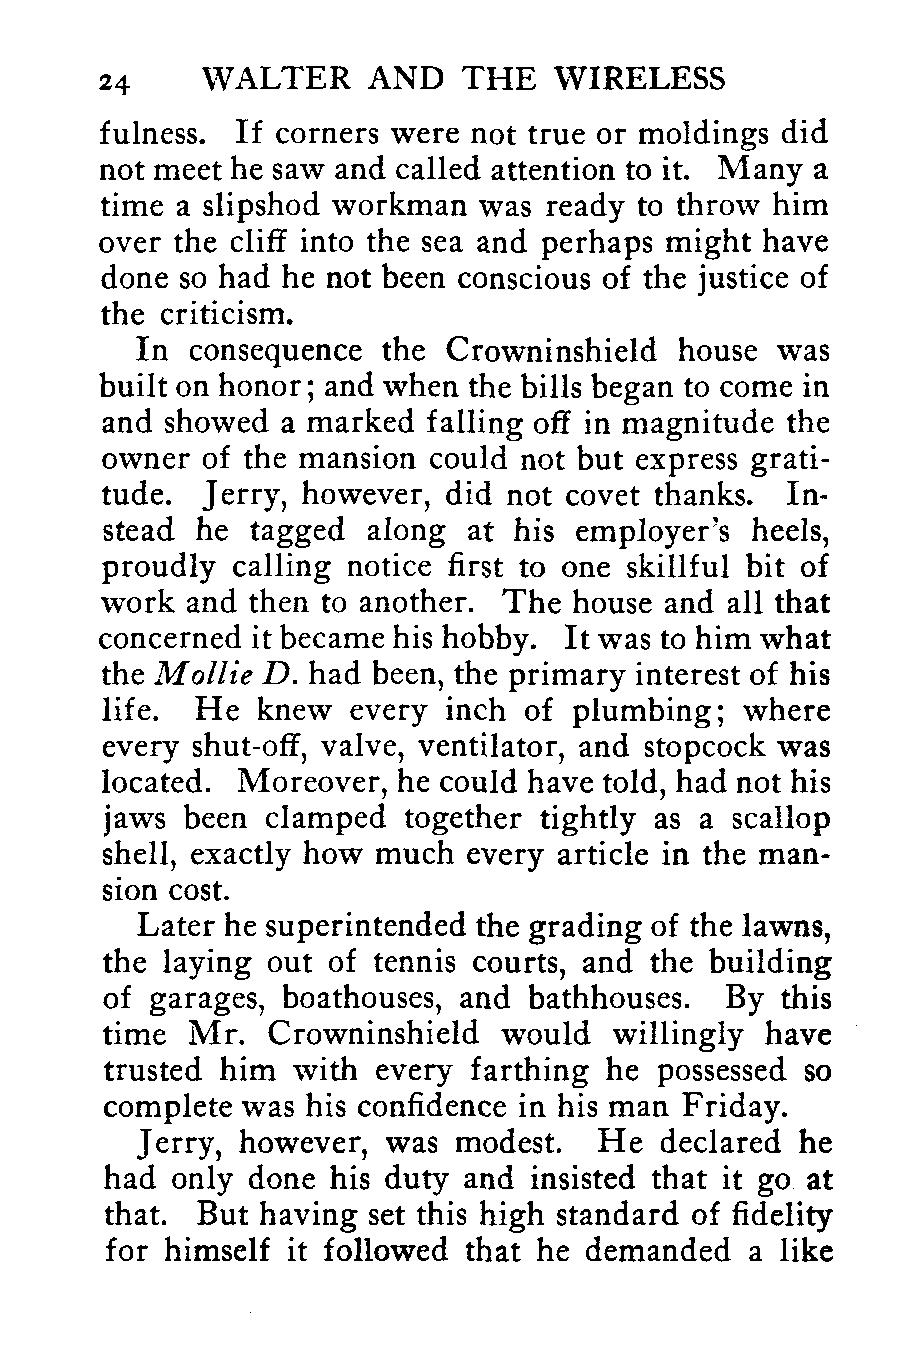 24 WALTER AND THE WIRELESS
fulness. If corners were not true or moldings did
not meet he saw and called attention to it. Many a
time a slipshod workman was ready to throw him
over the cliff into the sea and perhaps might have
done so had he not been conscious of the justice of
the criticism.
In consequence the Crowninshield house was
built on honor; and when the bills began to come in
and showed a marked falling off in magnitude the
owner of the mansion could not but express grati-
tude. Jerry, however, did not covet thanks. In-
stead he tagged along at his employer's heels,
proudly calling notice first to one skillful bit of
work and then to another. The house and all that
concerned it became his hobby. It was to him what
the Mollie D. had been, the primary interest of his
life. He knew every inch of plumbing; where
every shut-off, valve, ventilator, and stopcock was
located. Moreover, he could have told, had not his
jaws been clamped together tightly as a scallop
shell, exactly how much every article in the man-
sion cost.
Later he superintended the grading of the lawns,
the laying out of tennis courts, and the building
of garages, boathouses, and bathhouses. By this
time Mr. Crowninshield would willingly have
trusted him with every farthing he possessed so
complete was his confidence in his man Friday.
Jerry, however, was modest. He declared he
had only done his duty and insisted that it go at
that. But having set this high standard of fidelity
for himself it followed that he demanded a like